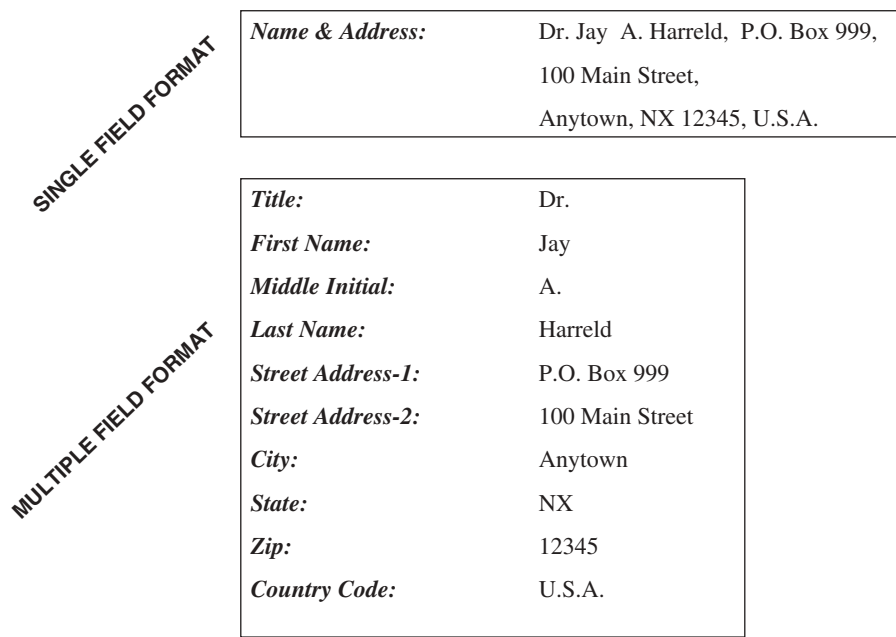 SINGLE FIELD FORMAT
Name & Address: Dr. Jay A. Harreld, P.O. Box 999,
100 Main Street,
Anytown, NX 12345, U.S.A.
MULTIPLE FIELD FORMAT
Title: Dr.
First Name: Jay
Middle Initial: A.
Last Name: Harreld
Street Address-1: P.O. Box 999
Street Address-2: 100 Main Street
City: Anytown
State: NX
Zip: 12345
Country Code: U.S.A.